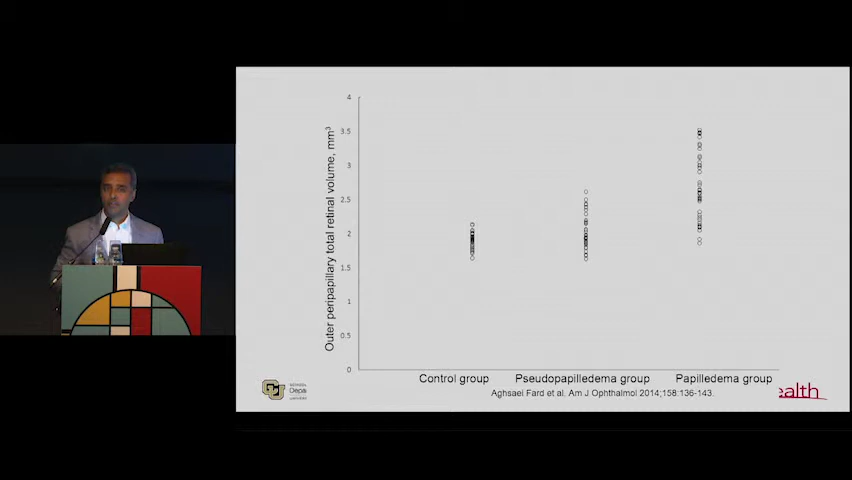 Outer peripapillary total retinal volume, mm³
4
3.5
3
2.5
2
1.5
1
0.5
0
Control group Pseudopapilledema group Papilledema group
Aghsaei Fard et al. Am J Ophthalmol 2014;158:136-143.
ealth